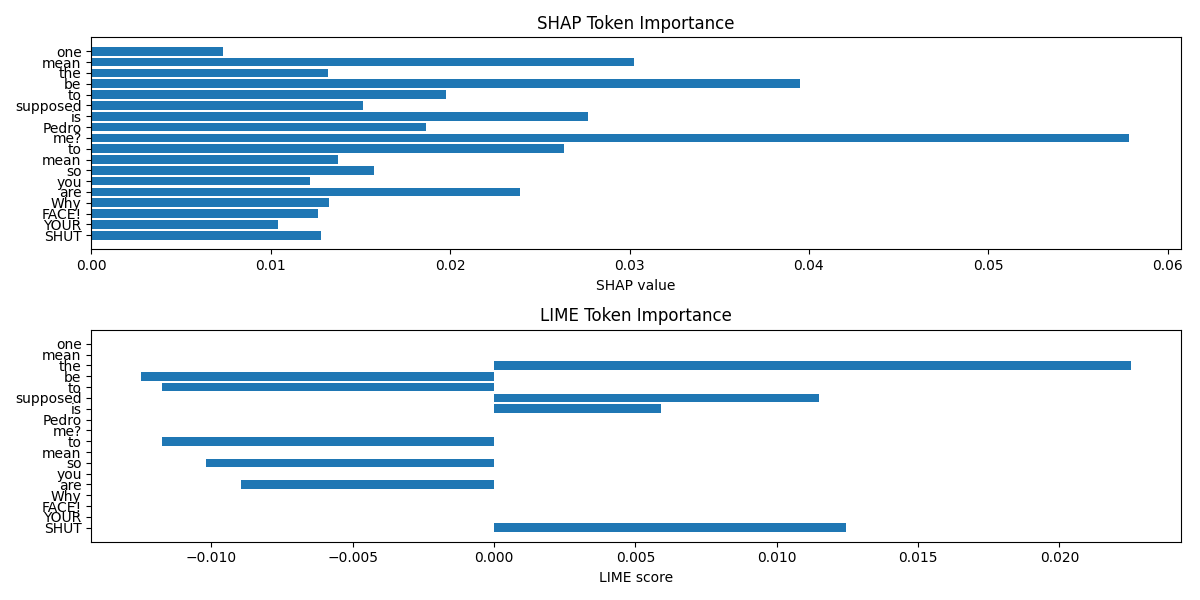 SHAP Token Importance
one
mean
the
be
to
supposed
is
Pedro
me?
to
mean
so
you
are
Why
FACE!
YOUR
SHUT
0.00 0.01 0.02 0.03 0.04 0.05 0.06
SHAP value
LIME Token Importance
one
mean
the
be
to
supposed
is
Pedro
me?
to
mean
so
you
are
Why
FACE!
YOUR
SHUT
−0.010 −0.005 0.000 0.005 0.010 0.015 0.020
LIME score